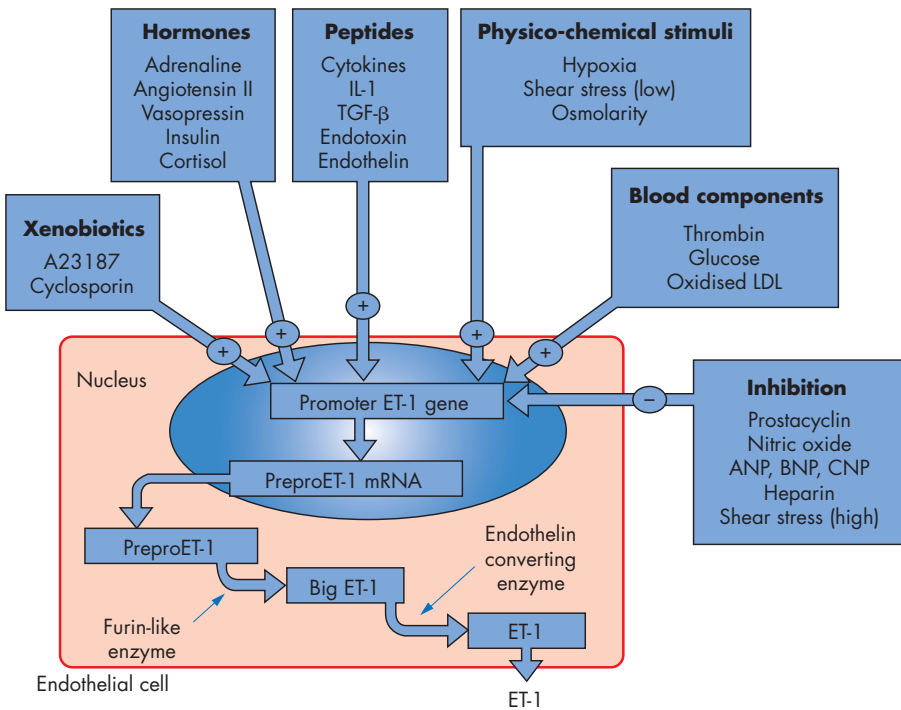 Hormones
Adrenaline
Angiotensin II
Vasopressin
Insulin
Cortisol
Peptides
Cytokines
IL-1
TGF-β
Endotoxin
Endothelin
Physico-chemical stimuli
Hypoxia
Shear stress (low)
Osmolarity
Xenobiotics
A23187
Cyclosporin
Blood components
Thrombin
Glucose
Oxidised LDL
+
+
+
+
+
Nucleus
Promoter ET-1 gene
−
Inhibition
Prostacyclin
Nitric oxide
ANP, BNP, CNP
Heparin
Shear stress (high)
PreproET-1 mRNA
PreproET-1
Furin-like
enzyme
Big ET-1
Endothelin
converting
enzyme
ET-1
Endothelial cell
ET-1